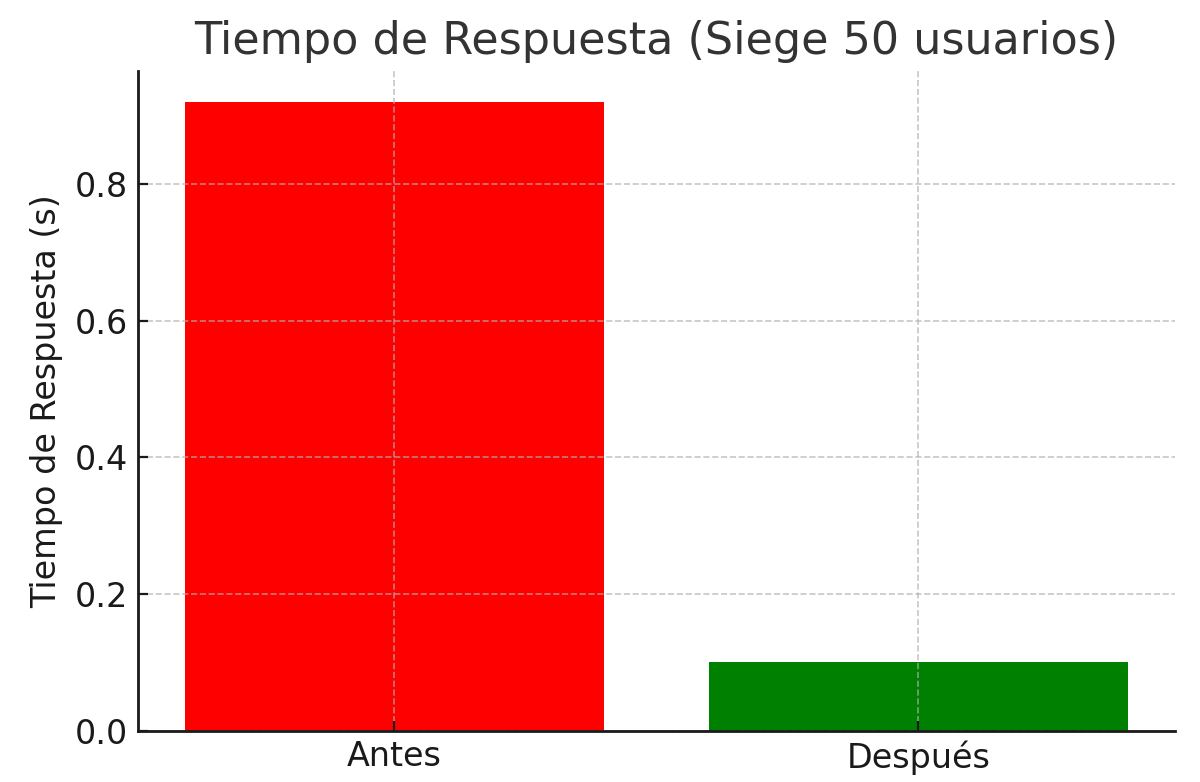 Tiempo de Respuesta (Siege 50 usuarios)
Tiempo de Respuesta (s)
0.8
0.6
0.4
0.2
0.0
Antes
Después